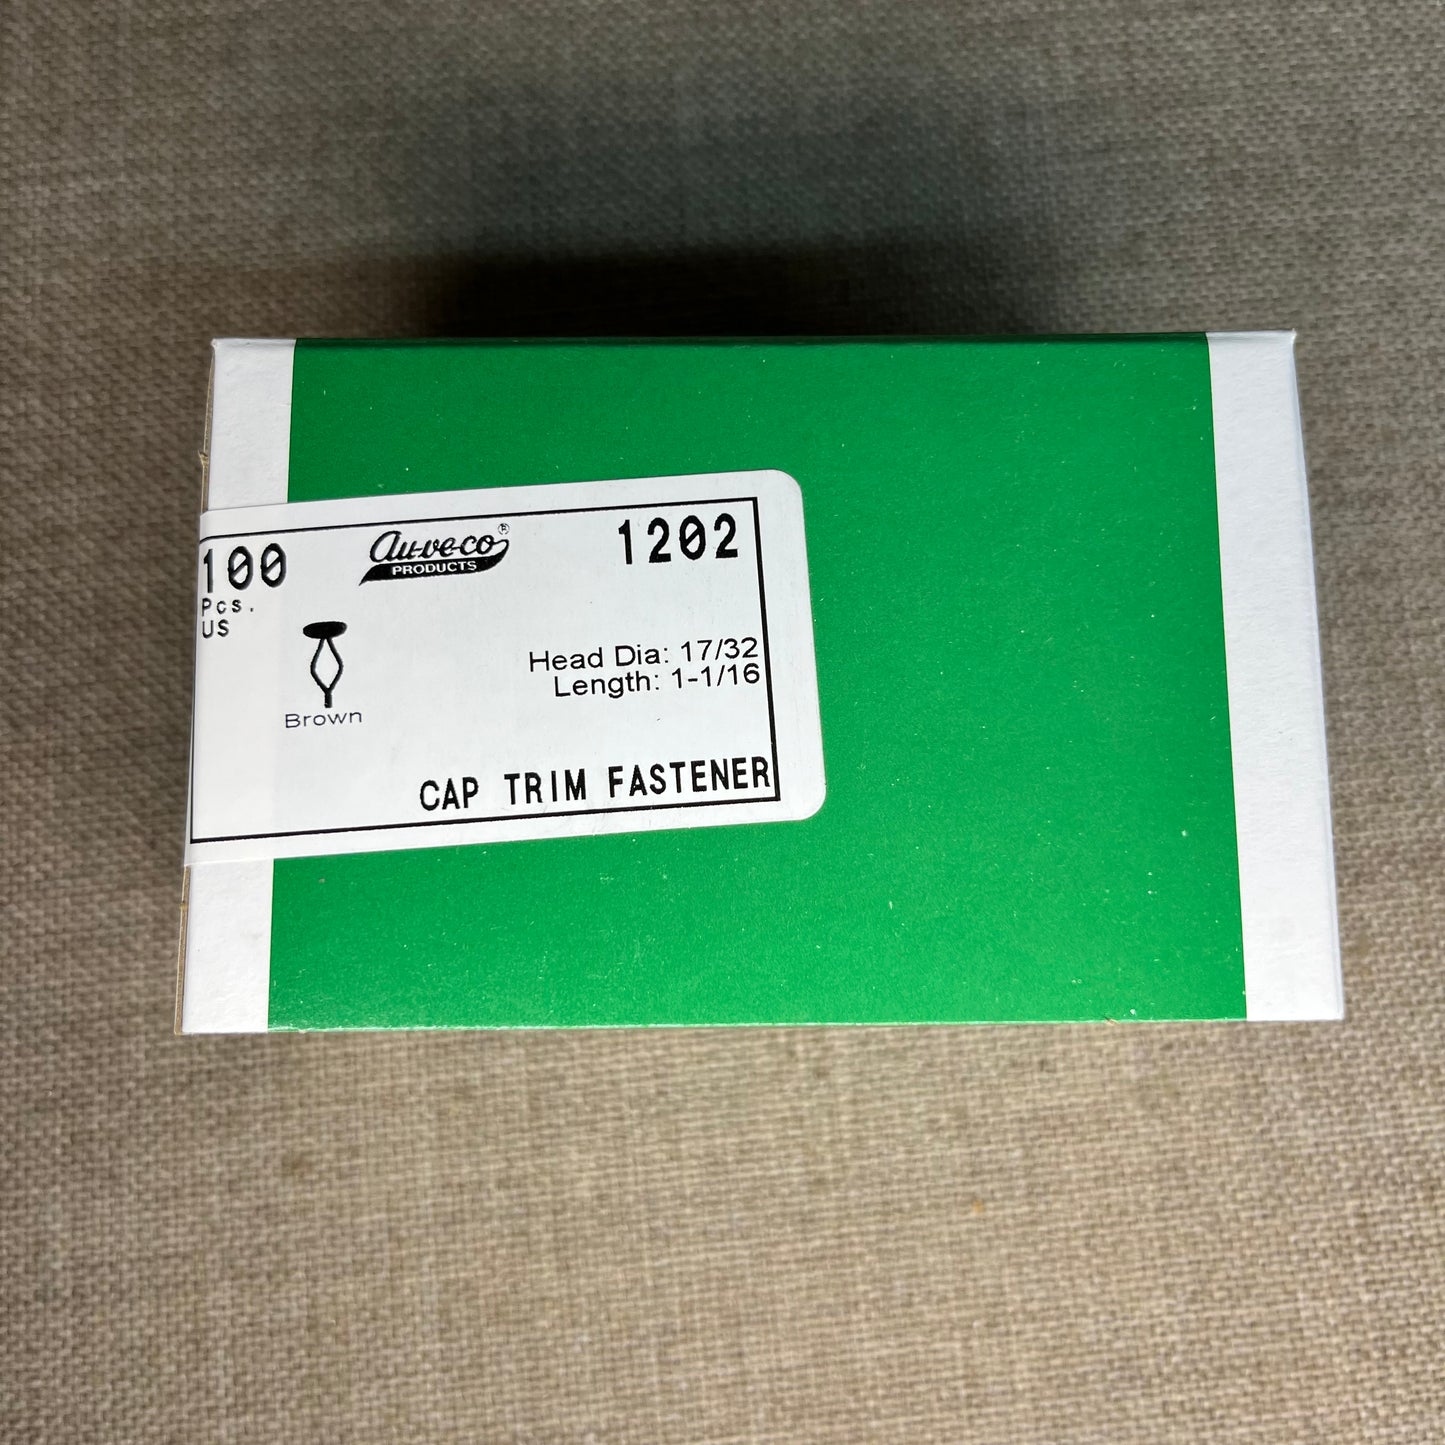 100
Pcs.
US
Au-ve-co®
PRODUCTS
1202
Brown
Head Dia: 17/32
Length: 1-1/16
CAP TRIM FASTENER